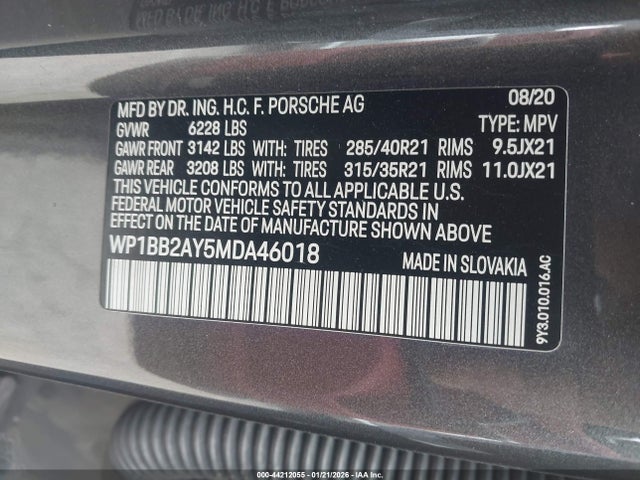 MFD BY DR. ING. H.C. F. PORSCHE AG 08/20
GVWR 6228 LBS TYPE: MPV
GAWR FRONT 3142 LBS WITH: TIRES 285/40R21 RIMS 9.5JX21
GAWR REAR 3208 LBS WITH: TIRES 315/35R21 RIMS 11.0JX21
THIS VEHICLE CONFORMS TO ALL APPLICABLE U.S.
FEDERAL MOTOR VEHICLE SAFETY STANDARDS IN
EFFECT ON THE DATE OF MANUFACTURE SHOWN ABOVE
WP1BB2AY5MDA46018 MADE IN SLOVAKIA
9Y3.010.016.AC
000-44212055 - 01/21/2026 - IAA Inc.